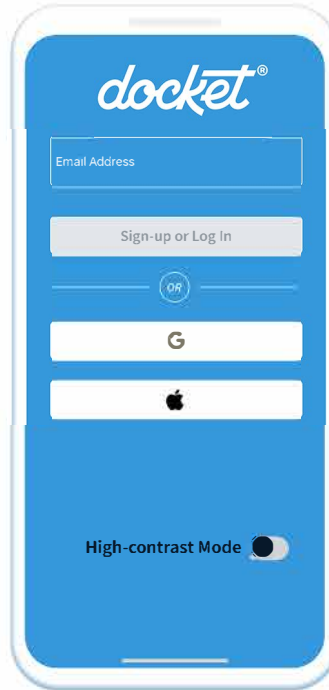 docket®
Email Address
Sign-up or Log In
OR
G
High-contrast Mode